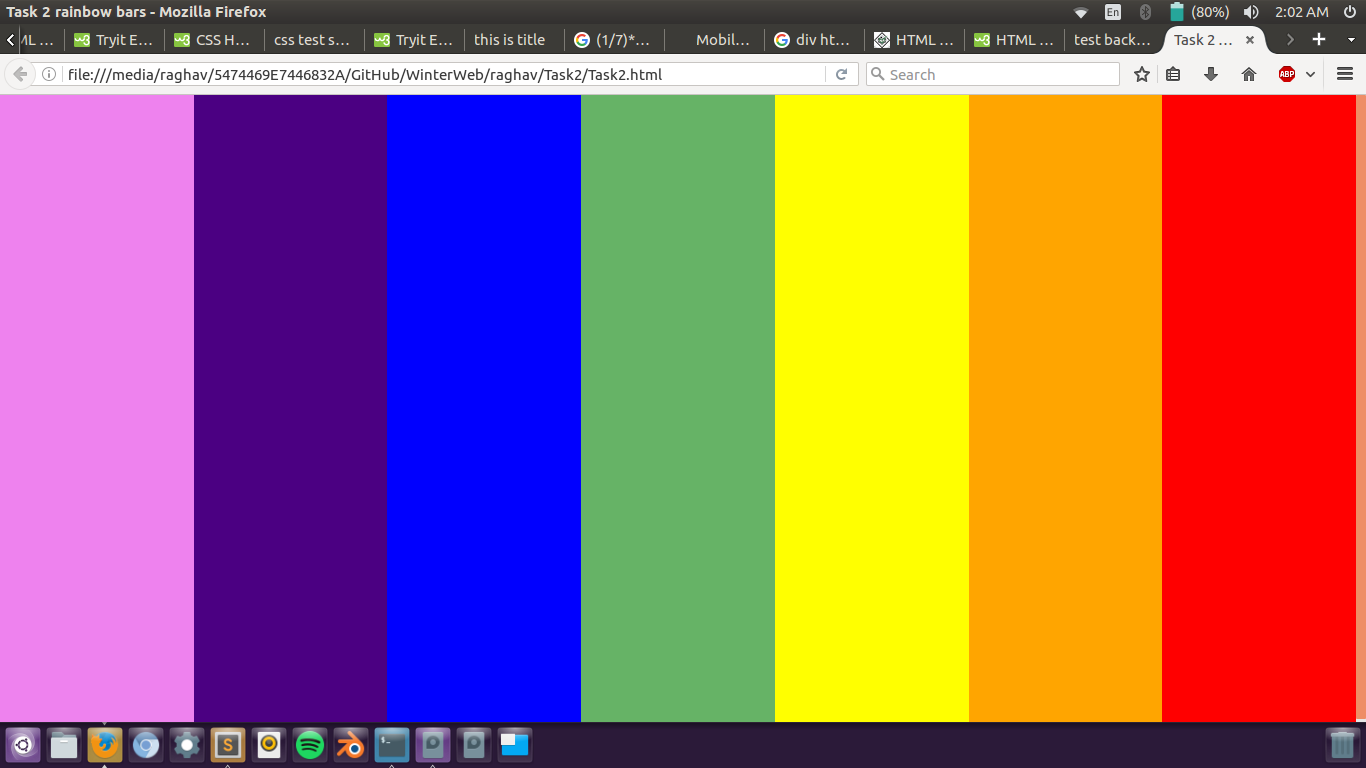 Task 2 rainbow bars - Mozilla Firefox
En
(80%)
2:02 AM
ML ...
Tryit E...
CSS H...
css test s...
Tryit E...
this is title
(1/7)*...
Mobil...
div ht...
HTML ...
HTML ...
test back...
Task 2 ...
file:///media/raghav/5474469E7446832A/GitHub/WinterWeb/raghav/Task2/Task2.html
Search
ABP